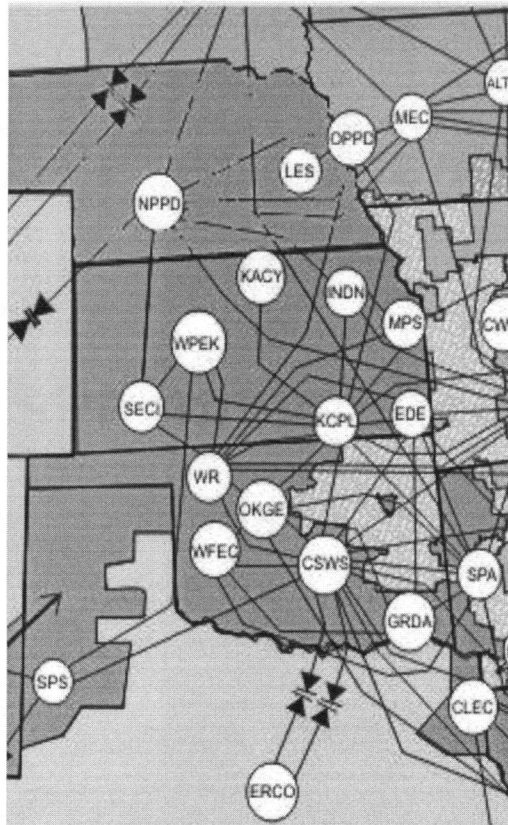 ALT
MEC
OPPD
LES
NPPD
KACY
INDN
MPS
CW
WPEK
SECI
KCPL
EDE
WR
OKGE
WFEC
CSWS
SPA
GRDA
SPS
CLEC
ERCO